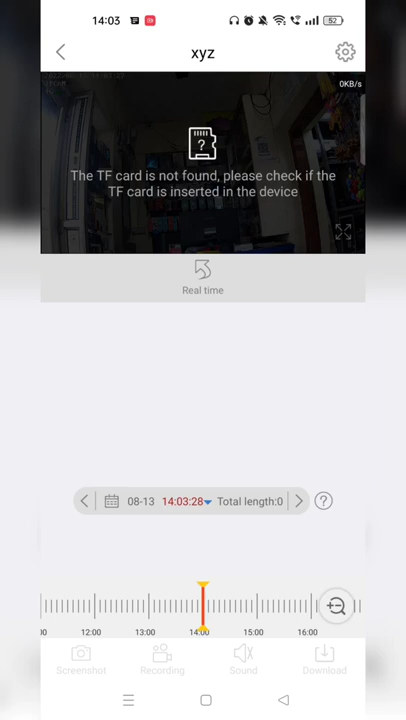 14:03
52
xyz
0KB/s
?
The TF card is not found, please check if the
TF card is inserted in the device
Real time
08-13 14:03:28 Total length:0 ?
12:00 13:00 14:00 15:00 16:00
Screenshot Recording Sound Download